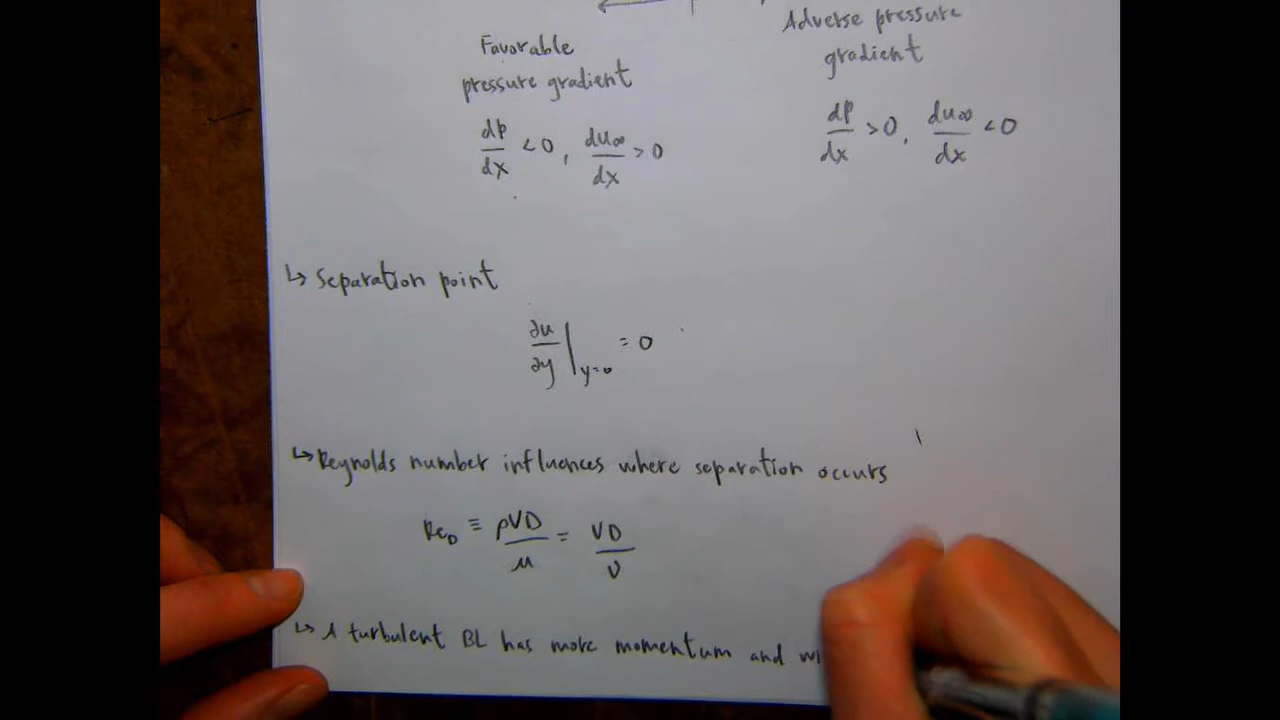 Favorable
pressure gradient
dp/dx < 0, du∞/dx > 0
Adverse pressure
gradient
dp/dx > 0, du∞/dx < 0
↳ Separation point
∂u/∂y |y=0 = 0
↳ Reynolds number influences where separation occurs
ReD ≡ ρVD/μ = VD/ν
↳ A turbulent BL has more momentum and